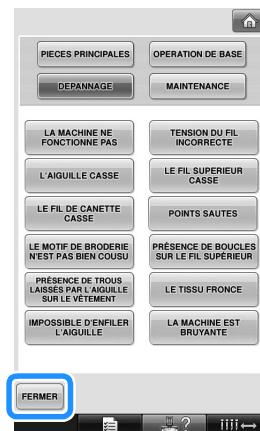 PIECES PRINCIPALES
OPERATION DE BASE
DEPANNAGE
MAINTENANCE
LA MACHINE NE
FONCTIONNE PAS
TENSION DU FIL
INCORRECTE
L'AIGUILLE CASSE
LE FIL SUPERIEUR
CASSE
LE FIL DE CANETTE
CASSE
POINTS SAUTES
LE MOTIF DE BRODERIE
N'EST PAS BIEN COUSU
PRÉSENCE DE BOUCLES
SUR LE FIL SUPÉRIEUR
PRÉSENCE DE TROUS
LAISSÉS PAR L'AIGUILLE
SUR LE VÊTEMENT
LE TISSU FRONCE
IMPOSSIBLE D'ENFILER
L'AIGUILLE
LA MACHINE EST
BRUYANTE
FERMER
?